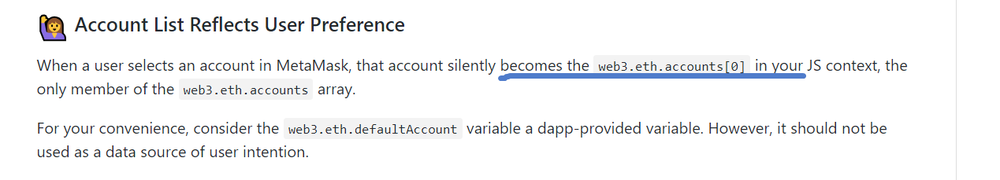 Account List Reflects User Preference
When a user selects an account in MetaMask, that account silently becomes the web3.eth.accounts[0] in your JS context, the
only member of the web3.eth.accounts array.
For your convenience, consider the web3.eth.defaultAccount variable a dapp-provided variable. However, it should not be
used as a data source of user intention.